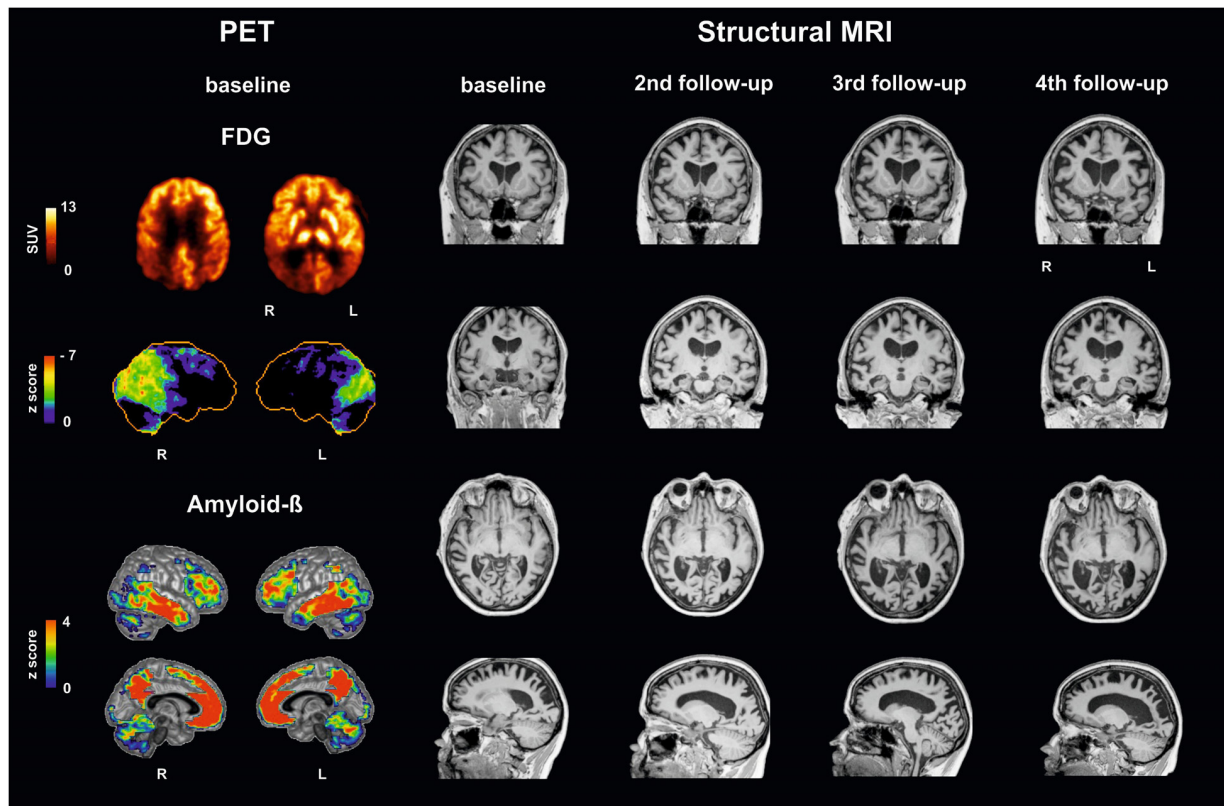 PET
Structural MRI
baseline
baseline
2nd follow-up
3rd follow-up
4th follow-up
FDG
SUV
13
0
R
L
R
L
z score
- 7
0
R
L
Amyloid-ß
z score
4
0
R
L